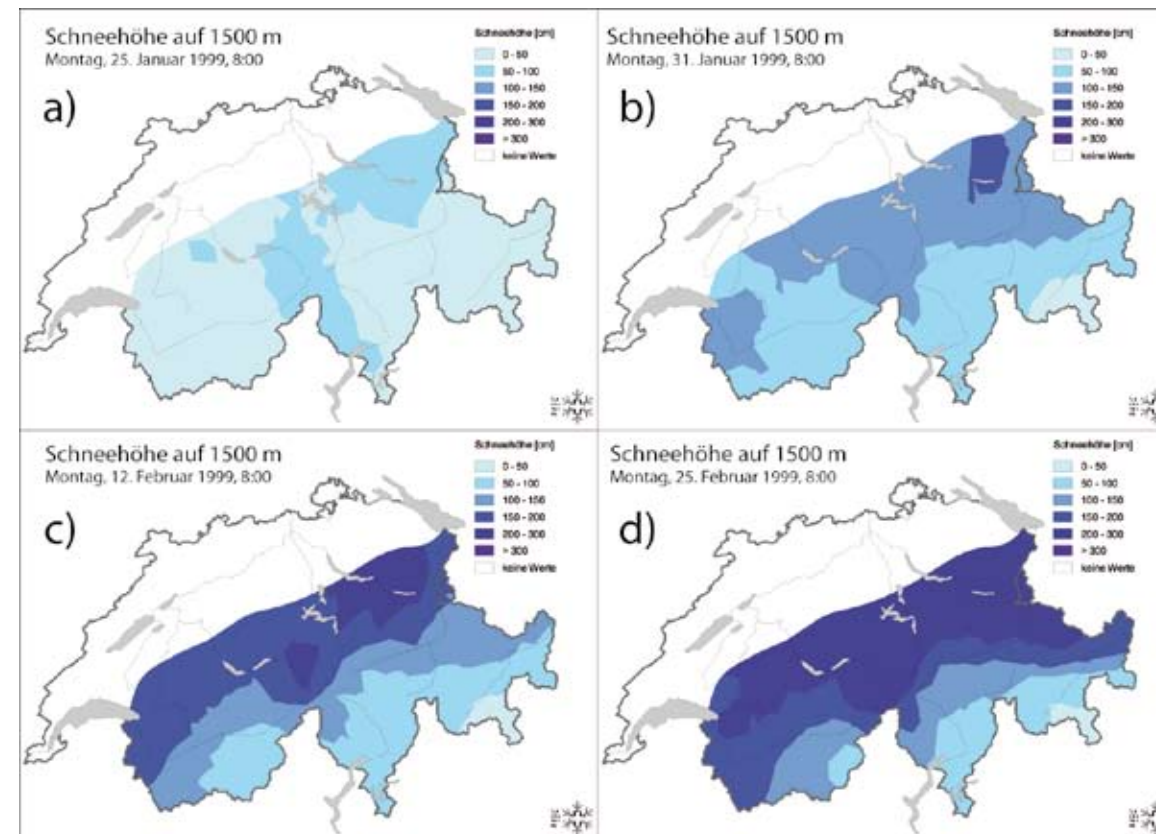 Schneehöhe auf 1500 m
Montag, 25. Januar 1999, 8:00
a)
Schneehöhe [cm]
0 - 50
50 - 100
100 - 150
150 - 200
200 - 300
> 300
keine Werte
Schneehöhe auf 1500 m
Montag, 31. Januar 1999, 8:00
b)
Schneehöhe [cm]
0 - 50
50 - 100
100 - 150
150 - 200
200 - 300
> 300
keine Werte
Schneehöhe auf 1500 m
Montag, 12. Februar 1999, 8:00
c)
Schneehöhe [cm]
0 - 50
50 - 100
100 - 150
150 - 200
200 - 300
> 300
keine Werte
Schneehöhe auf 1500 m
Montag, 25. Februar 1999, 8:00
d)
Schneehöhe [cm]
0 - 50
50 - 100
100 - 150
150 - 200
200 - 300
> 300
keine Werte